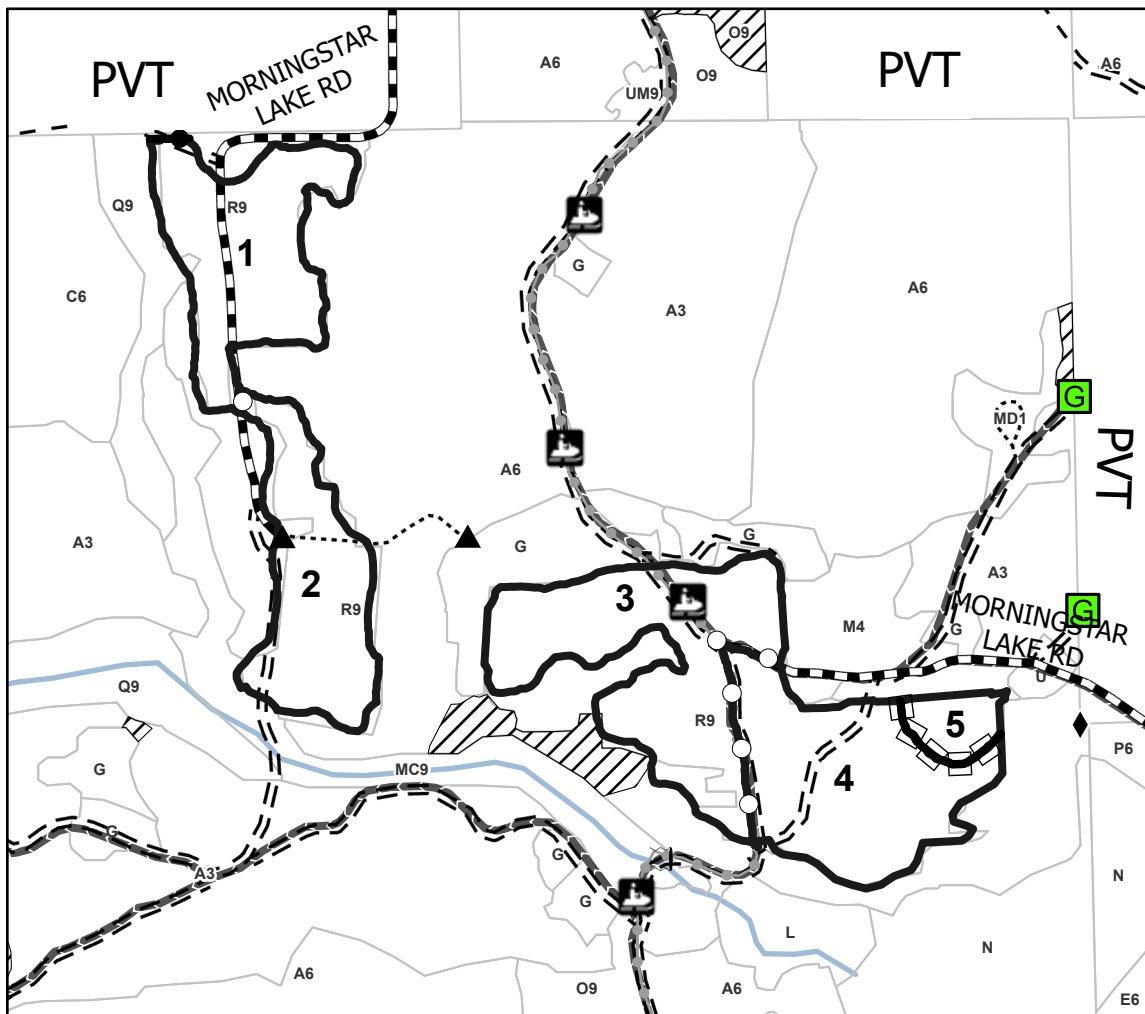 PVT
MORNINGSTAR
LAKE RD
A6
O9
O9
PVT
A6
UM9
Q9
R9
1
C6
G
A3
A6
G
MD1
PVT
A6
A3
G
G
A3
2
R9
3
M4
G
G
MORNINGSTAR
LAKE RD
U
Q9
R9
5
P6
G
MC9
4
G
G
A3
G
N
L
N
A6
O9
A6
E6